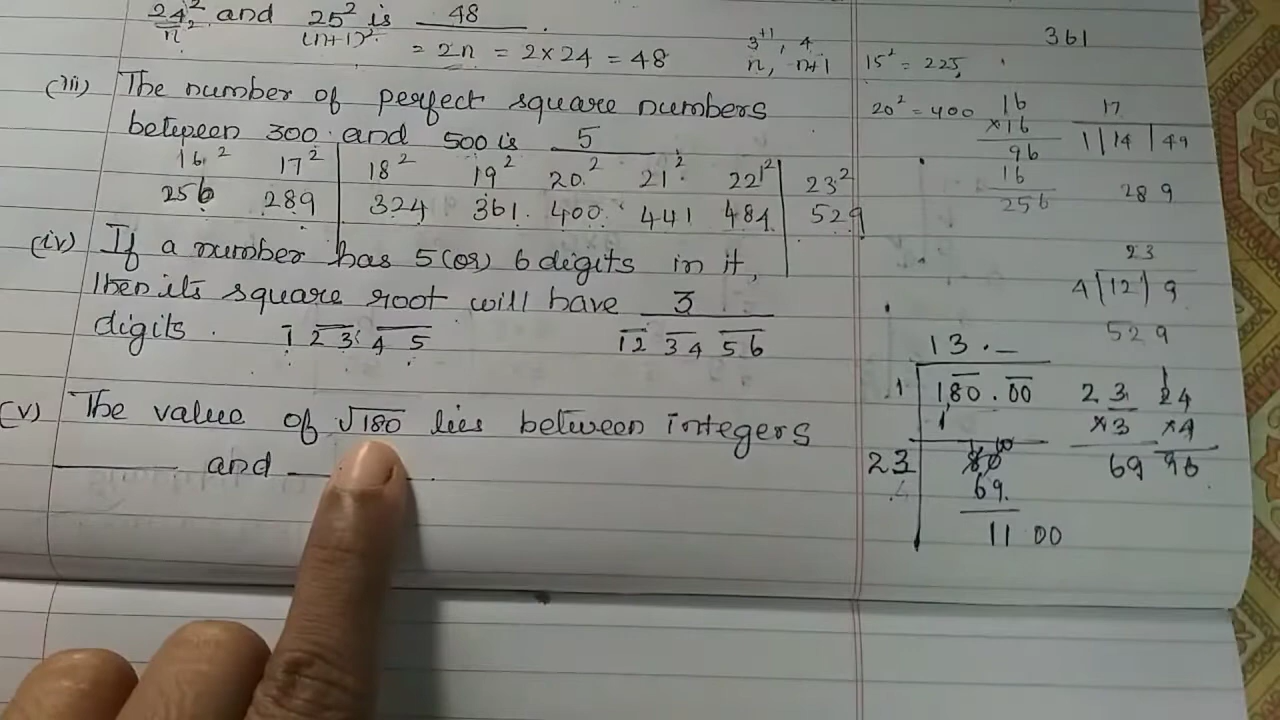 24² and 25² is 48 .
n² (n+1)² = 2n = 2×24 = 48
3⁺¹, 4
n, n+1
(iii) The number of perfect square numbers
between 300 and 500 is 5
16² 17² 18² 19² 20² 21² 22² 23²
256 289 324 361 400 441 484 529
(iv) If a number has 5 (or) 6 digits in it,
then its square root will have 3
digits. 1 23 45 12 34 56
(v) The value of √180 lies between integers
and .
361
15² = 225
20² = 400
16
×16
96
16
256
17
1|14|49
289
23
4|12|9
529
13.
1 180.00
1
23 80
69
11 00
23
×3
69
24
×4
96